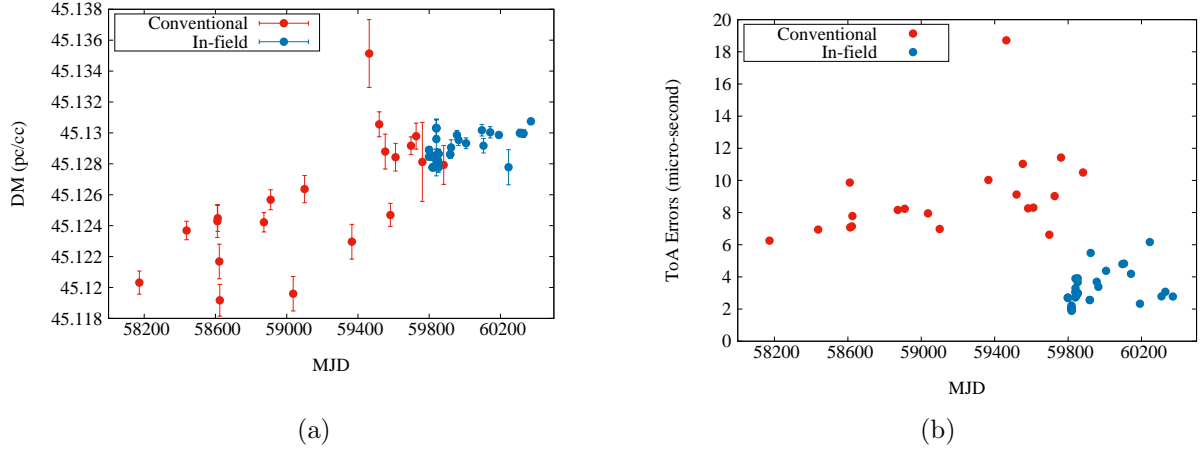 Conventional
In-field
45.138
45.136
45.134
45.132
45.13
45.128
45.126
45.124
45.122
45.12
45.118
DM (pc/cc)
58200 58600 59000 59400 59800 60200
MJD
(a)
Conventional
In-field
20
18
16
14
12
10
8
6
4
2
0
ToA Errors (micro-second)
58200 58600 59000 59400 59800 60200
MJD
(b)